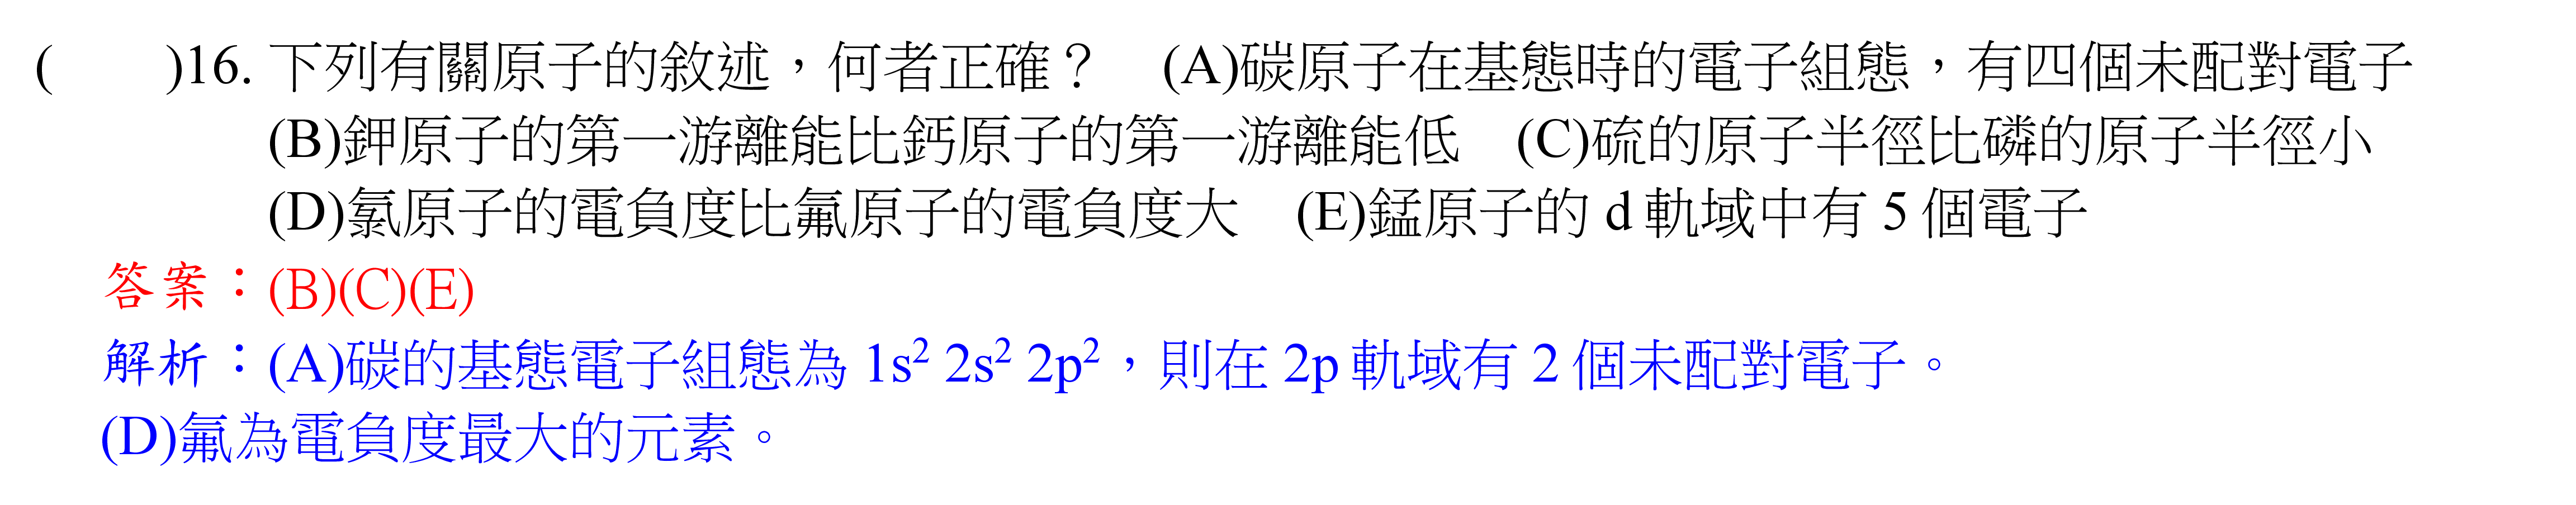 (　　)16. 下列有關原子的敘述，何者正確？　(A)碳原子在基態時的電子組態，有四個未配對電子
(B)鉀原子的第一游離能比鈣原子的第一游離能低　(C)硫的原子半徑比磷的原子半徑小
(D)氯原子的電負度比氟原子的電負度大　(E)錳原子的 d 軌域中有 5 個電子
答案：(B)(C)(E)
解析：(A)碳的基態電子組態為 1s² 2s² 2p²，則在 2p 軌域有 2 個未配對電子。
(D)氟為電負度最大的元素。